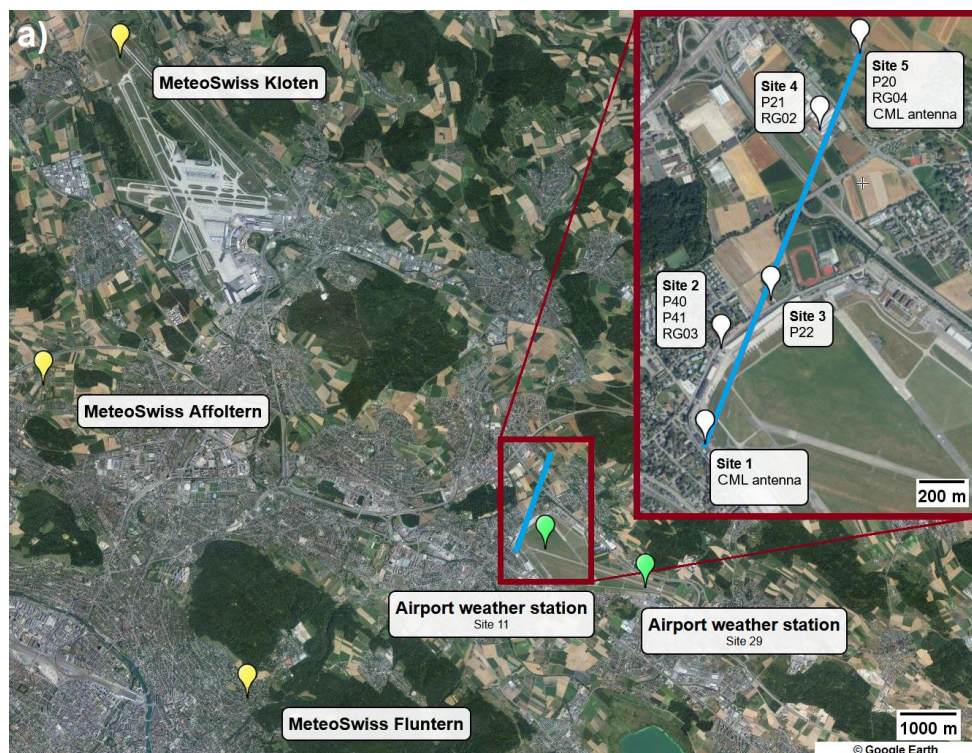 a)
MeteoSwiss Kloten
MeteoSwiss Affoltern
Airport weather station
Site 11
Airport weather station
Site 29
MeteoSwiss Fluntern
1000 m
© Google Earth
Site 5
P20
RG04
CML antenna
Site 4
P21
RG02
Site 2
P40
P41
RG03
Site 3
P22
Site 1
CML antenna
200 m